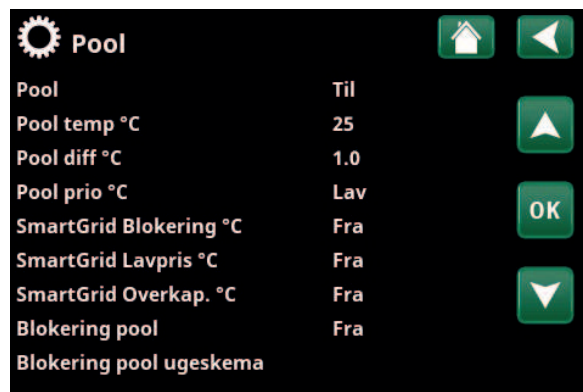 Pool
Pool Til
Pool temp °C 25
Pool diff °C 1.0
Pool prio °C Lav
SmartGrid Blokering °C Fra
OK
SmartGrid Lavpris °C Fra
SmartGrid Overkap. °C Fra
Blokering pool Fra
Blokering pool ugeskema